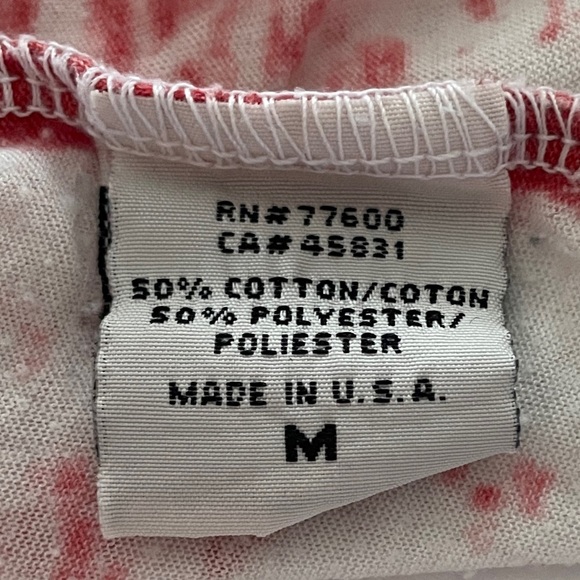 RN#77600
CA#45831
50% COTTON/COTON
50% POLYESTER/
POLIESTER
MADE IN U.S.A.
M